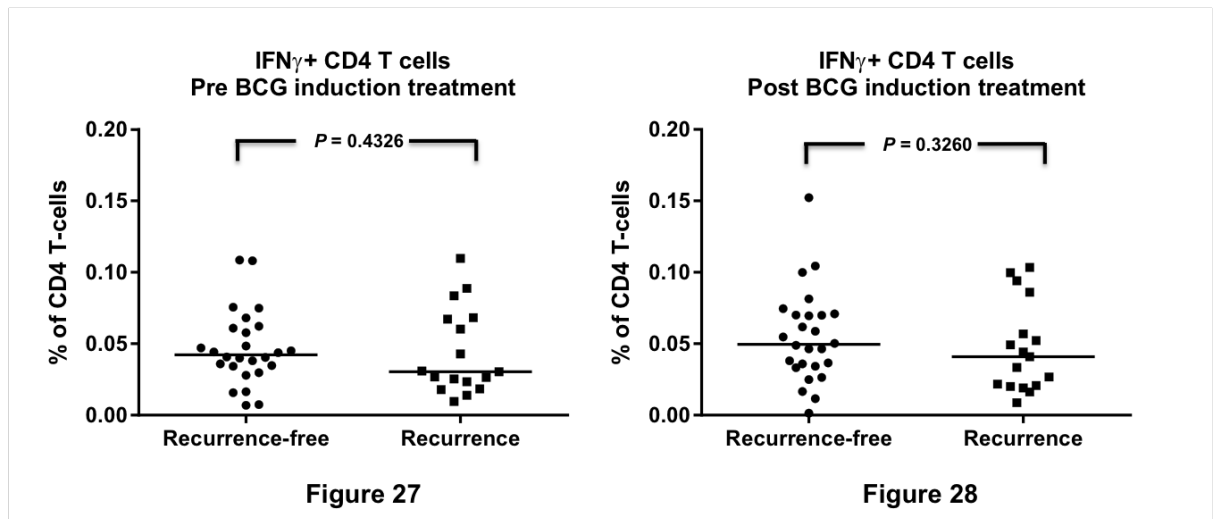 IFNγ+ CD4 T cells
Pre BCG induction treatment
P = 0.4326
% of CD4 T-cells
0.20
0.15
0.10
0.05
0.00
Recurrence-free
Recurrence
Figure 27
IFNγ+ CD4 T cells
Post BCG induction treatment
P = 0.3260
% of CD4 T-cells
0.20
0.15
0.10
0.05
0.00
Recurrence-free
Recurrence
Figure 28